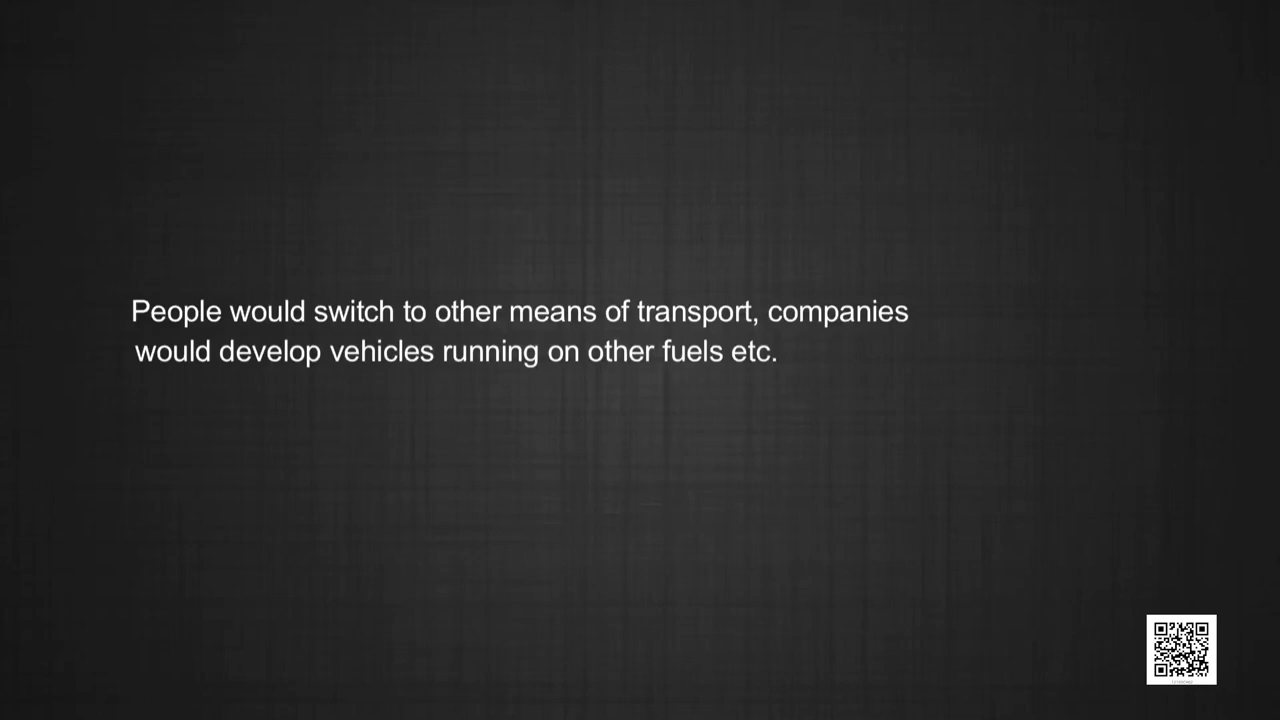 People would switch to other means of transport, companies
would develop vehicles running on other fuels etc.